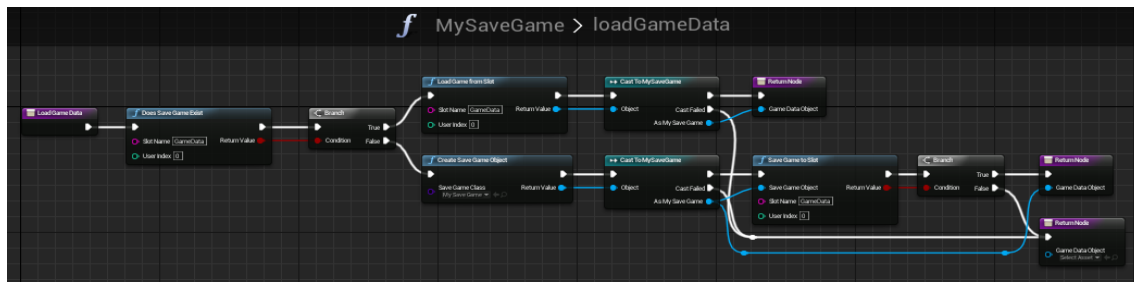 f MySaveGame > loadGameData
Load Game Data
f Does Save Game Exist
Slot Name GameData
Return Value
User Index 0
Branch
True
Condition
False
f Load Game from Slot
Slot Name GameData
Return Value
User Index 0
Cast To MySaveGame
Object
Cast Failed
As My Save Game
Return Node
Game Data Object
f Create Save Game Object
Save Game Class
My Save Game
Return Value
Cast To MySaveGame
Object
Cast Failed
As My Save Game
f Save Game to Slot
Save Game Object
Return Value
Slot Name GameData
User Index 0
Branch
True
Condition
False
Return Node
Game Data Object
Return Node
Game Data Object
Select Asset